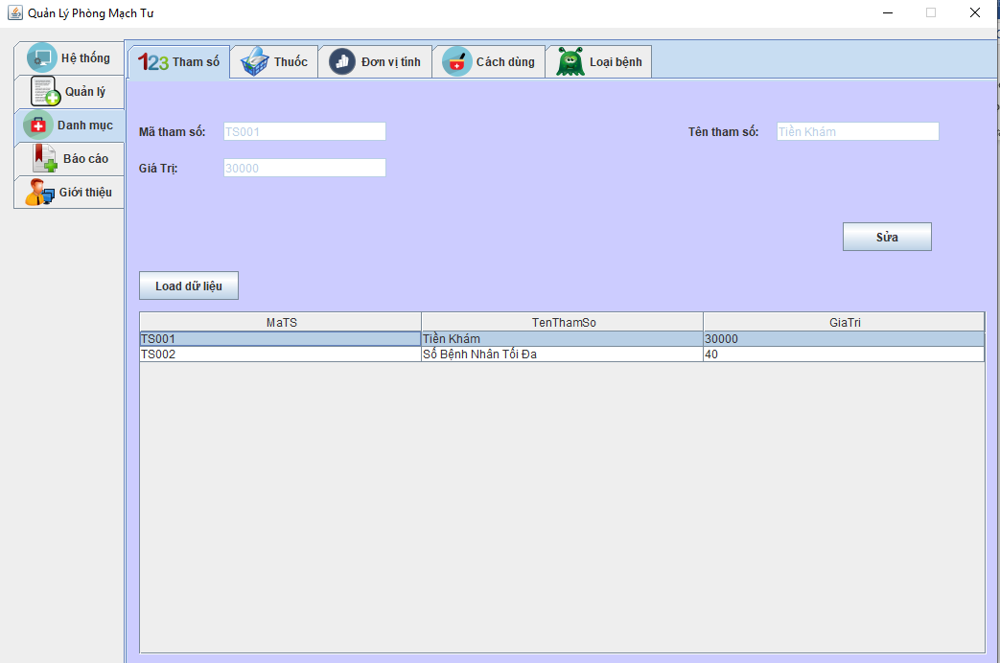 Quản Lý Phòng Mạch Tư
Hệ thống
Quản lý
Danh mục
Báo cáo
Giới thiệu
123 Tham số
Thuốc
Đơn vị tính
Cách dùng
Loại bệnh
Mã tham số: TS001
Tên tham số: Tiền Khám
Giá Trị: 30000
Sửa
Load dữ liệu
MaTS TenThamSo GiaTri
TS001 Tiền Khám 30000
TS002 Số Bệnh Nhân Tối Đa 40